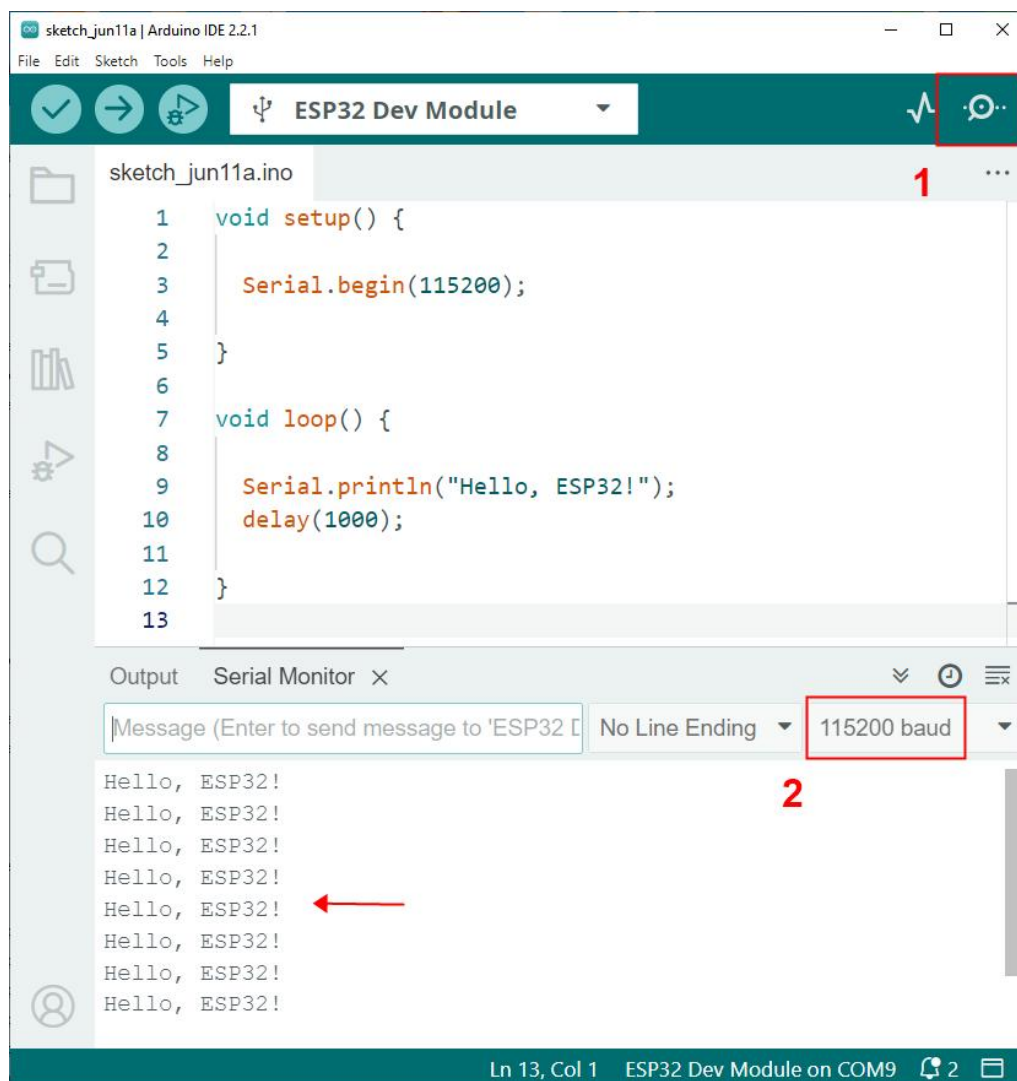 sketch_jun11a | Arduino IDE 2.2.1
File Edit Sketch Tools Help
ESP32 Dev Module
sketch_jun11a.ino
1
1 void setup() {
2
3 Serial.begin(115200);
4
5 }
6
7 void loop() {
8
9 Serial.println("Hello, ESP32!");
10 delay(1000);
11
12 }
13
Output Serial Monitor
Message (Enter to send message to 'ESP32 D No Line Ending 115200 baud
2
Hello, ESP32!
Hello, ESP32!
Hello, ESP32!
Hello, ESP32!
Hello, ESP32!
Hello, ESP32!
Hello, ESP32!
Hello, ESP32!
Ln 13, Col 1 ESP32 Dev Module on COM9 2